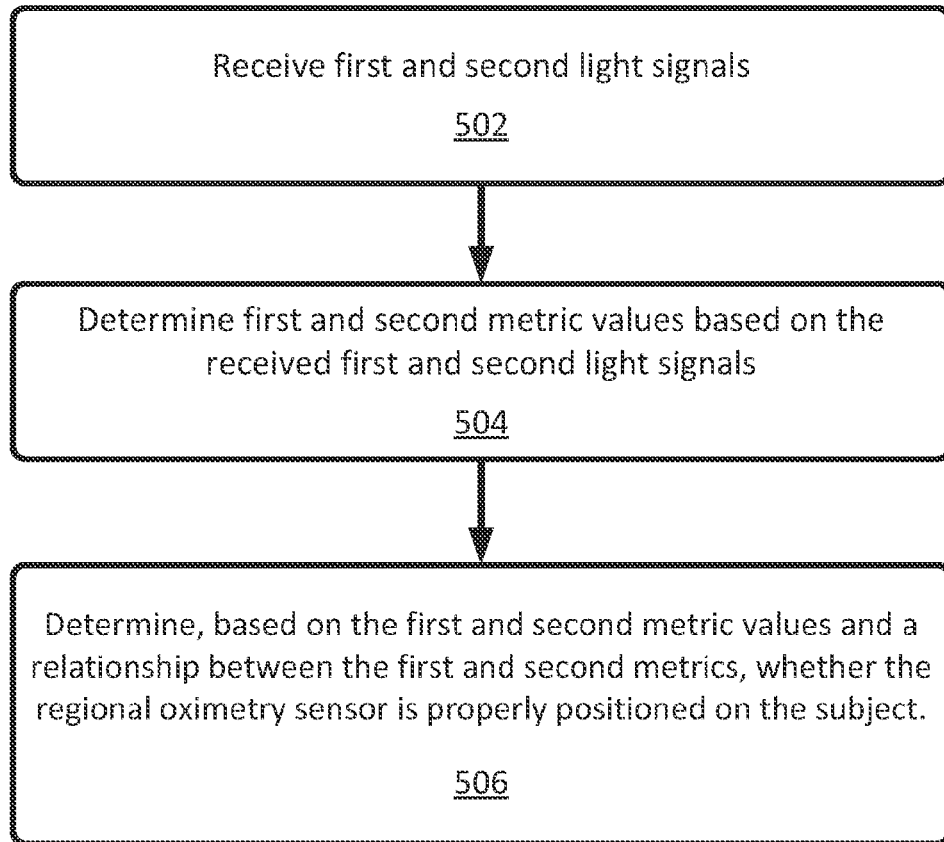 Receive first and second light signals
502
Determine first and second metric values based on the
received first and second light signals
504
Determine, based on the first and second metric values and a
relationship between the first and second metrics, whether the
regional oximetry sensor is properly positioned on the subject.
506